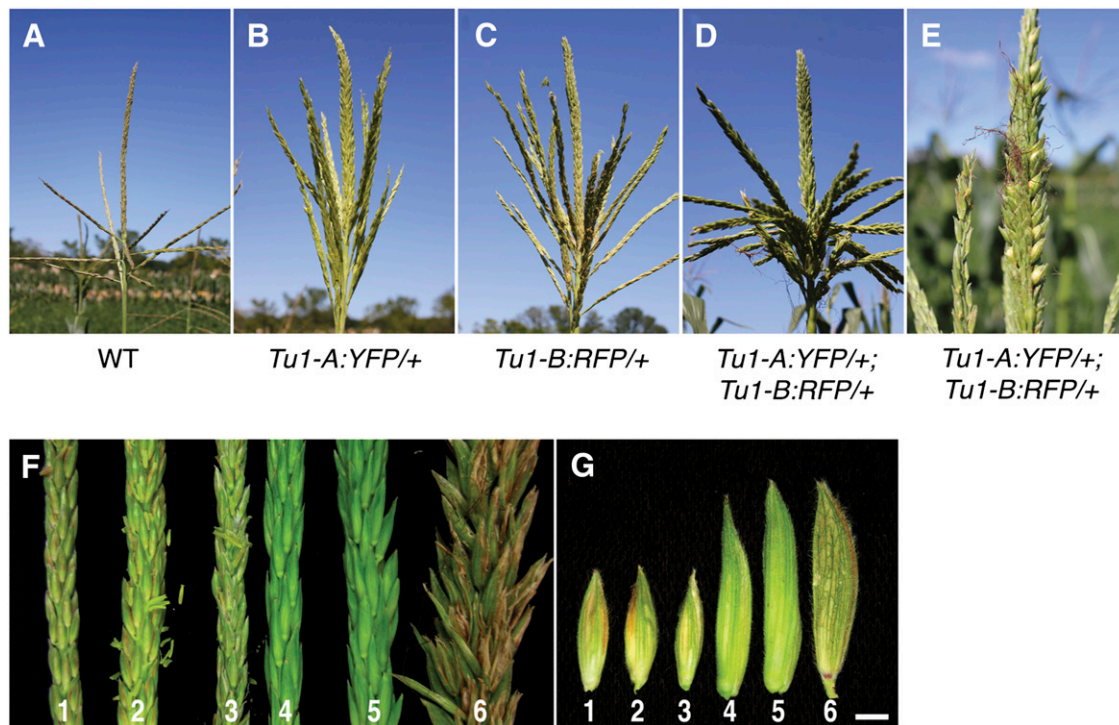 A B C D E
WT Tu1-A:YFP/+ Tu1-B:RFP/+ Tu1-A:YFP/+; Tu1-A:YFP/+;
Tu1-B:RFP/+ Tu1-B:RFP/+
F G
1 2 3 4 5 6 1 2 3 4 5 6